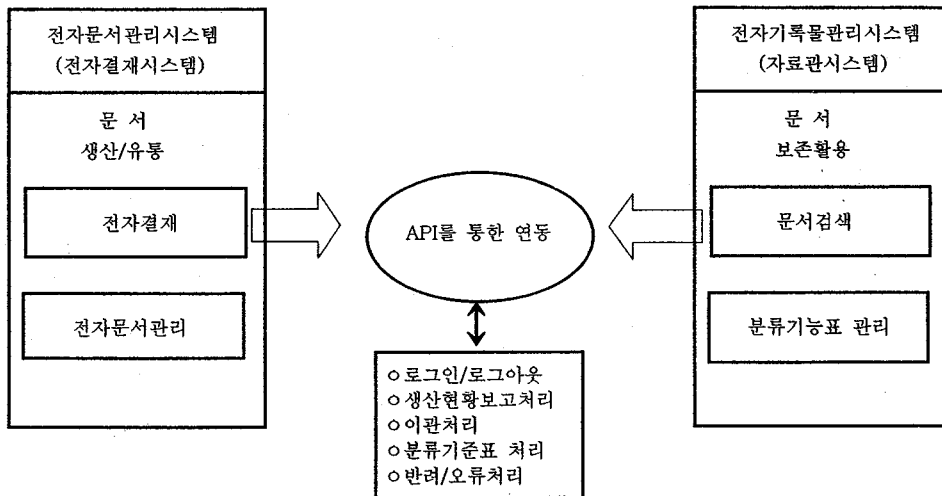 전자문서관리시스템
(전자결재시스템)
문 서
생산/유통
전자결재
전자문서관리
API를 통한 연동
○로그인/로그아웃
○생산현황보고처리
○이관처리
○분류기준표 처리
○반려/오류처리
전자기록물관리시스템
(자료관시스템)
문 서
보존활용
문서검색
분류기능표 관리